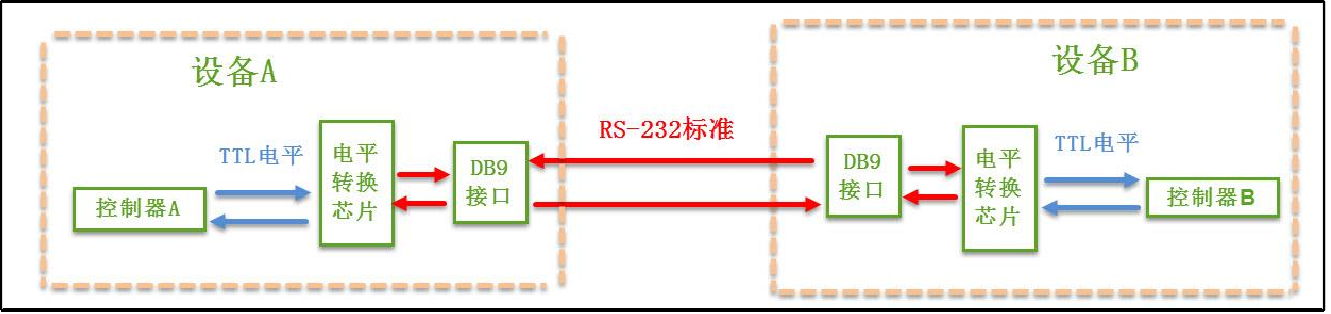 设备A
设备B
RS-232标准
TTL电平
电平
转换
芯片
DB9
接口
控制器A
DB9
接口
电平
转换
芯片
TTL电平
控制器B